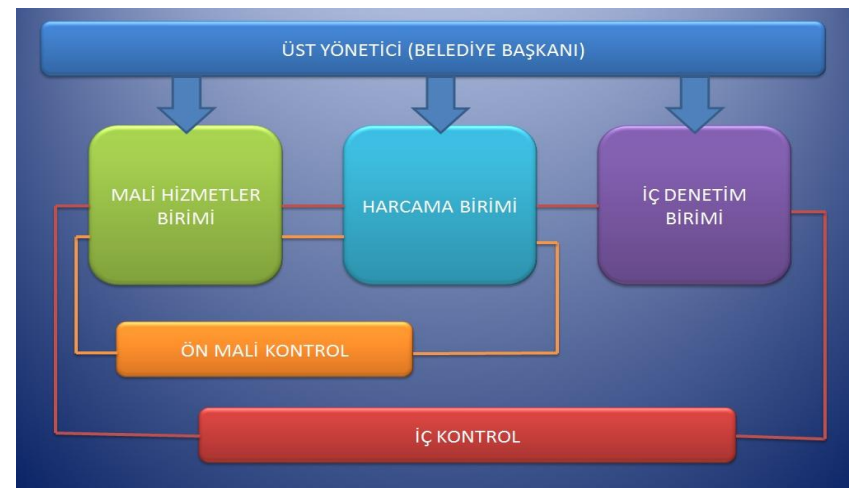 ÜST YÖNETİCİ (BELEDİYE BAŞKANI)
MALİ HİZMETLER
BİRİMİ
HARCAMA BİRİMİ
İÇ DENETİM
BİRİMİ
ÖN MALİ KONTROL
İÇ KONTROL